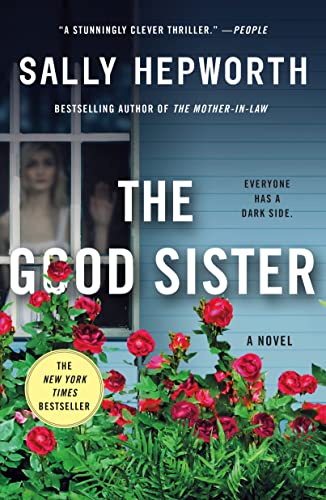 "A STUNNINGLY CLEVER THRILLER." —PEOPLE
SALLY HEPWORTH
BESTSELLING AUTHOR OF THE MOTHER-IN-LAW
THE
EVERYONE
HAS A
DARK SIDE.
GOOD SISTER
A NOVEL
THE
NEW YORK
TIMES
BESTSELLER